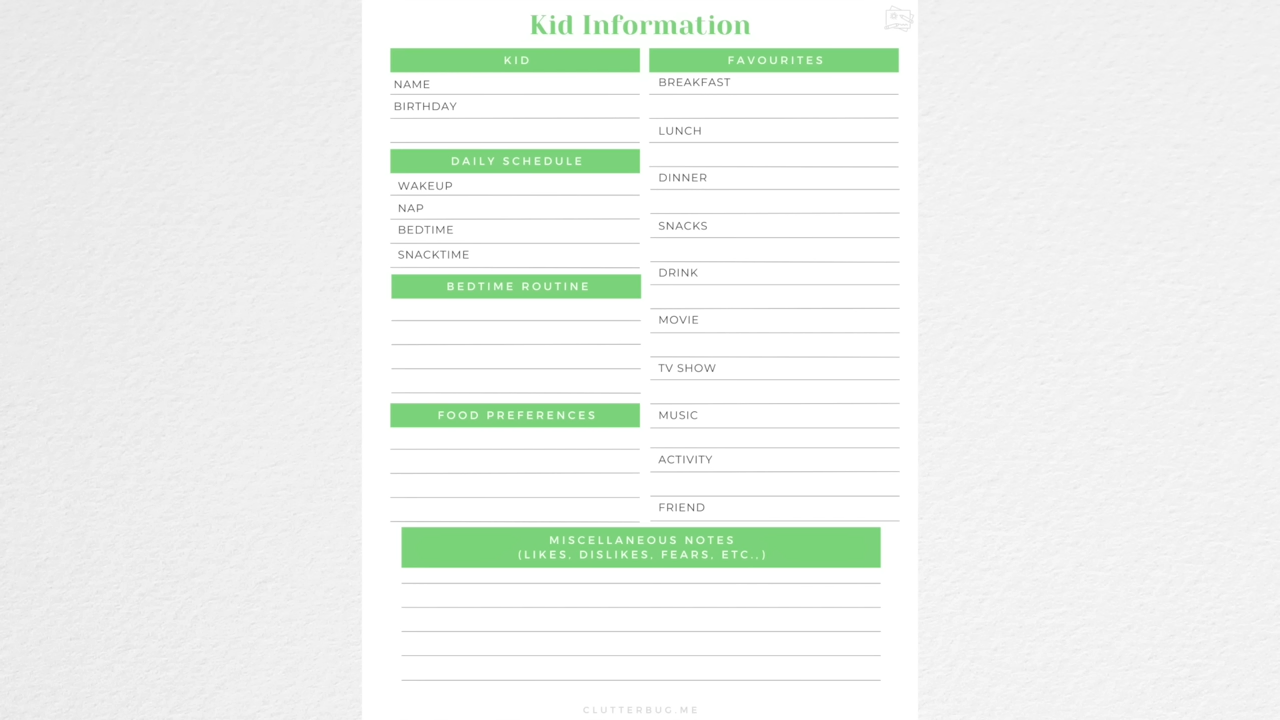 Kid Information
KID
NAME
BIRTHDAY
DAILY SCHEDULE
WAKEUP
NAP
BEDTIME
SNACKTIME
BEDTIME ROUTINE
FOOD PREFERENCES
FAVOURITES
BREAKFAST
LUNCH
DINNER
SNACKS
DRINK
MOVIE
TV SHOW
MUSIC
ACTIVITY
FRIEND
MISCELLANEOUS NOTES
(LIKES, DISLIKES, FEARS, ETC..)
CLUTTERBUG.ME